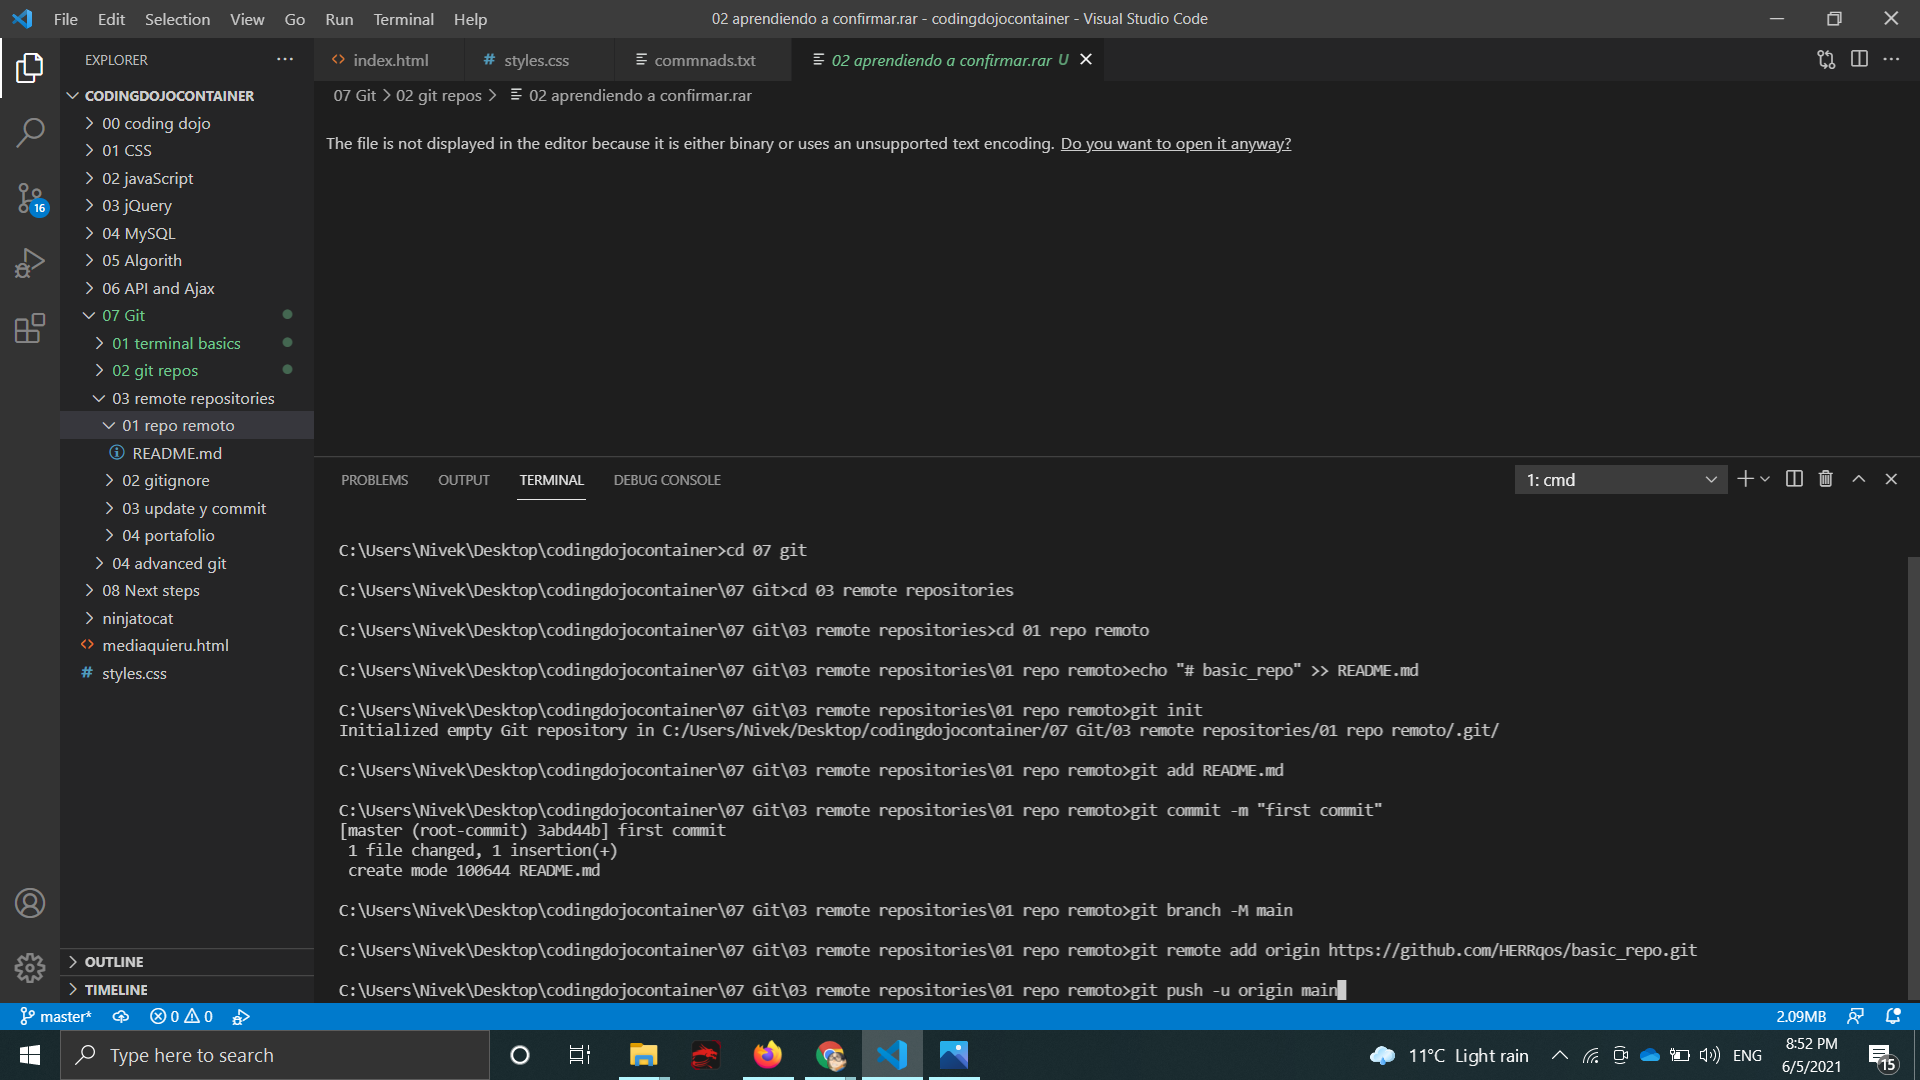 File Edit Selection View Go Run Terminal Help
02 aprendiendo a confirmar.rar - codingdojocontainer - Visual Studio Code
EXPLORER
index.html
styles.css
commnads.txt
02 aprendiendo a confirmar.rar U
07 Git > 02 git repos > 02 aprendiendo a confirmar.rar
The file is not displayed in the editor because it is either binary or uses an unsupported text encoding. Do you want to open it anyway?
CODINGDOJOCONTAINER
00 coding dojo
01 CSS
02 javaScript
03 jQuery
04 MySQL
05 Algorith
06 API and Ajax
07 Git
01 terminal basics
02 git repos
03 remote repositories
01 repo remoto
README.md
02 gitignore
03 update y commit
04 portafolio
04 advanced git
08 Next steps
ninjatocat
mediaquieru.html
styles.css
OUTLINE
TIMELINE
16
PROBLEMS OUTPUT TERMINAL DEBUG CONSOLE
1: cmd
C:\Users\Nivek\Desktop\codingdojocontainer>cd 07 git
C:\Users\Nivek\Desktop\codingdojocontainer\07 Git>cd 03 remote repositories
C:\Users\Nivek\Desktop\codingdojocontainer\07 Git\03 remote repositories>cd 01 repo remoto
C:\Users\Nivek\Desktop\codingdojocontainer\07 Git\03 remote repositories\01 repo remoto>echo "# basic_repo" >> README.md
C:\Users\Nivek\Desktop\codingdojocontainer\07 Git\03 remote repositories\01 repo remoto>git init
Initialized empty Git repository in C:/Users/Nivek/Desktop/codingdojocontainer/07 Git/03 remote repositories/01 repo remoto/.git/
C:\Users\Nivek\Desktop\codingdojocontainer\07 Git\03 remote repositories\01 repo remoto>git add README.md
C:\Users\Nivek\Desktop\codingdojocontainer\07 Git\03 remote repositories\01 repo remoto>git commit -m "first commit"
[master (root-commit) 3abd44b] first commit
1 file changed, 1 insertion(+)
create mode 100644 README.md
C:\Users\Nivek\Desktop\codingdojocontainer\07 Git\03 remote repositories\01 repo remoto>git branch -M main
C:\Users\Nivek\Desktop\codingdojocontainer\07 Git\03 remote repositories\01 repo remoto>git remote add origin https://github.com/HERRqos/basic_repo.git
C:\Users\Nivek\Desktop\codingdojocontainer\07 Git\03 remote repositories\01 repo remoto>git push -u origin main
master* 0 0
2.09MB
Type here to search
11°C Light rain
ENG
8:52 PM
6/5/2021
15